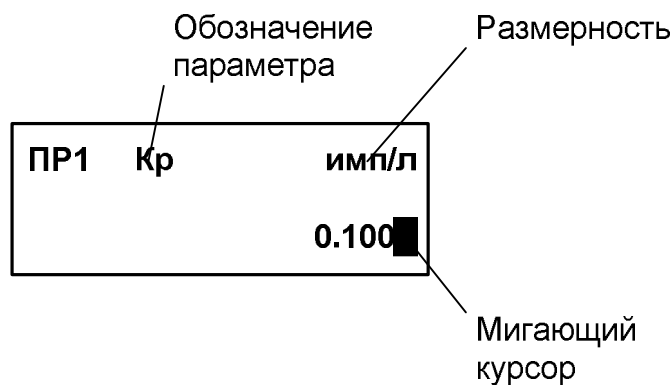 Обозначение
параметра
Размерность
ПР1 Кр имп/л
0.100
Мигающий
курсор